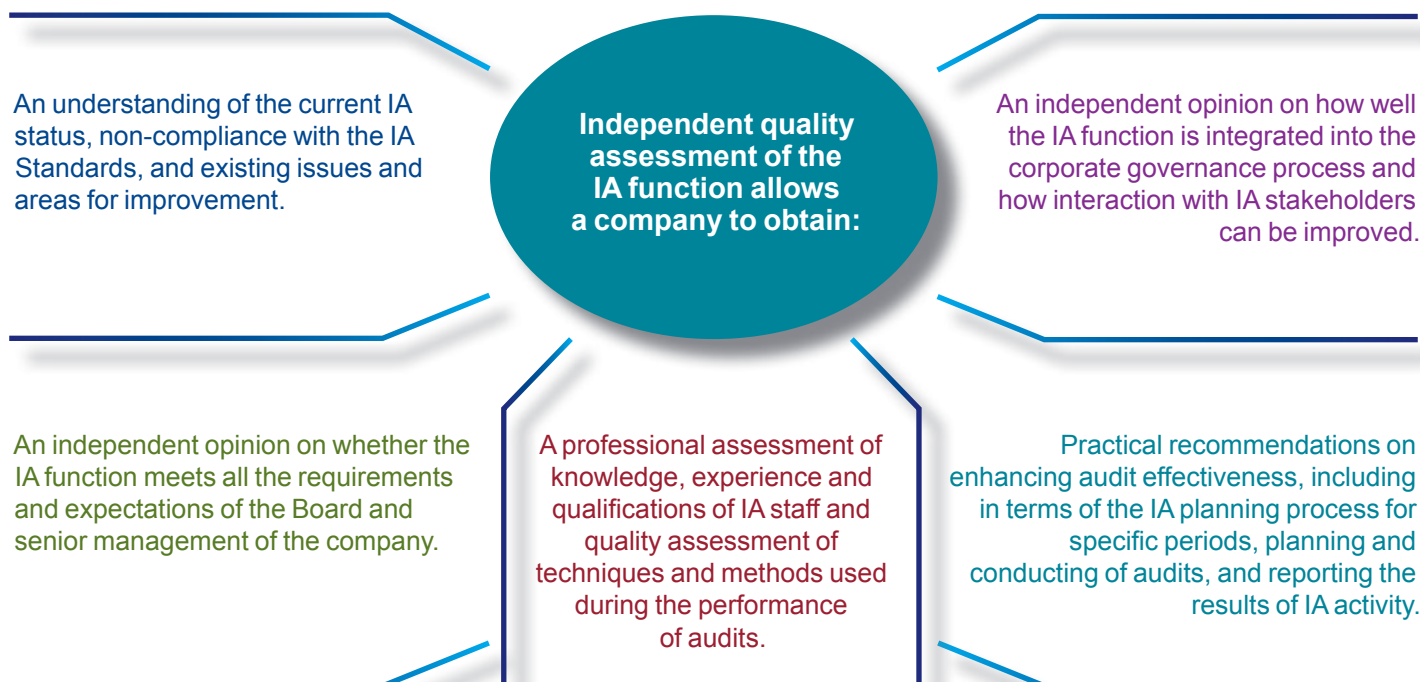 Independent quality
assessment of the
IA function allows
a company to obtain:
An understanding of the current IA
status, non-compliance with the IA
Standards, and existing issues and
areas for improvement.
An independent opinion on how well
the IA function is integrated into the
corporate governance process and
how interaction with IA stakeholders
can be improved.
An independent opinion on whether the
IA function meets all the requirements
and expectations of the Board and
senior management of the company.
A professional assessment of
knowledge, experience and
qualifications of IA staff and
quality assessment of
techniques and methods used
during the performance
of audits.
Practical recommendations on
enhancing audit effectiveness, including
in terms of the IA planning process for
specific periods, planning and
conducting of audits, and reporting the
results of IA activity.